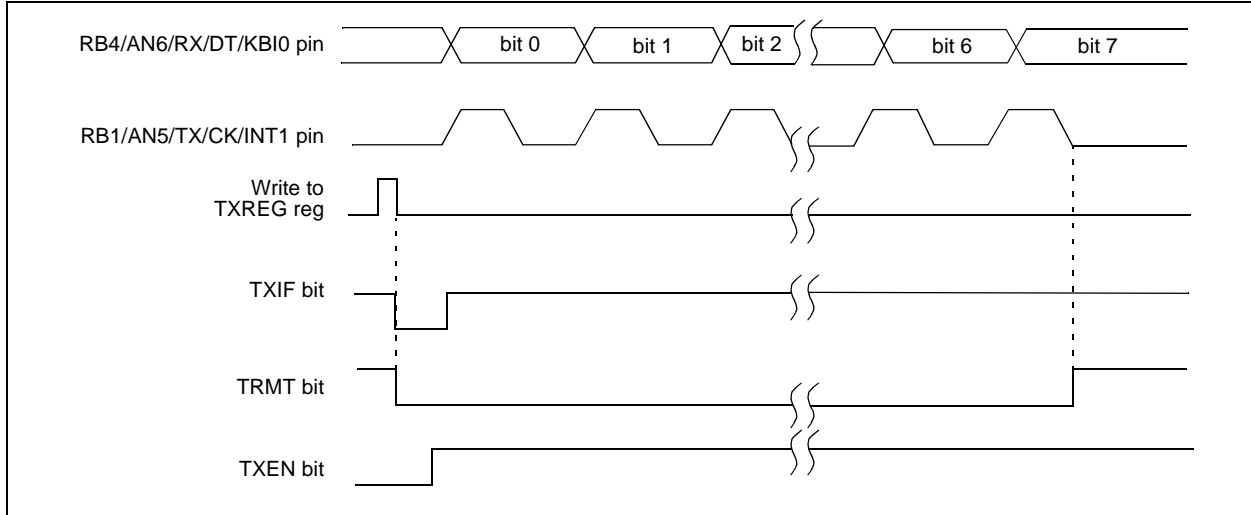 RB4/AN6/RX/DT/KBI0 pin
bit 0 bit 1 bit 2 bit 6 bit 7
RB1/AN5/TX/CK/INT1 pin
Write to
TXREG reg
TXIF bit
TRMT bit
TXEN bit